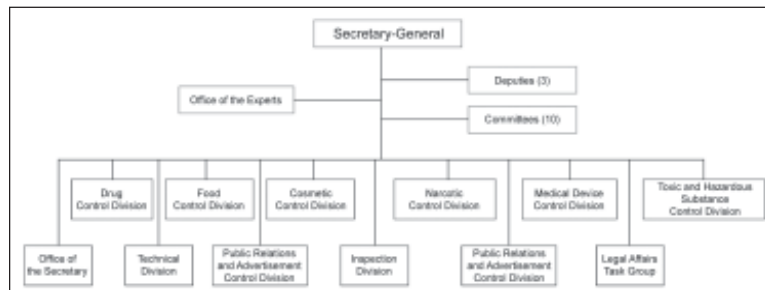 Secretary-General
Deputies (3)
Office of the Experts
Committees (10)
Drug
Control Division
Food
Control Division
Cosmetic
Control Division
Narcotic
Control Division
Medical Device
Control Division
Toxic and Hazardous
Substance
Control Division
Office of
the Secretary
Technical
Division
Public Relations
and Advertisement
Control Division
Inspection
Division
Public Relations
and Advertisement
Control Division
Legal Affairs
Task Group